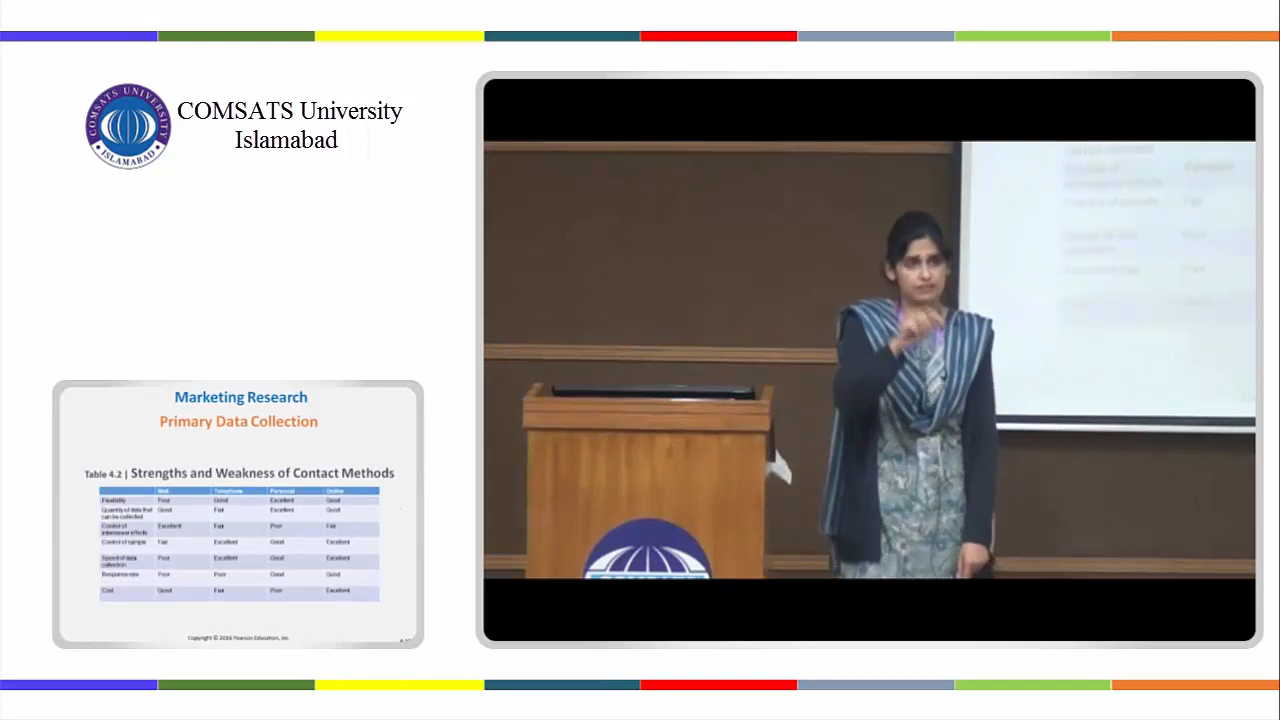 COMSATS UNIVERSITY
ISLAMABAD
COMSATS University
Islamabad
Marketing Research
Primary Data Collection
Table 4.2 | Strengths and Weakness of Contact Methods
Mail Telephone Personal Online
Flexibility Poor Good Excellent Good
Quantity of data that can be collected Good Fair Excellent Good
Control of interviewer effects Excellent Fair Poor Fair
Control of sample Fair Excellent Good Excellent
Speed of data collection Poor Excellent Good Excellent
Response rate Poor Poor Good Good
Cost Good Fair Poor Excellent
Copyright © 2016 Pearson Education, Inc.
COMSATS